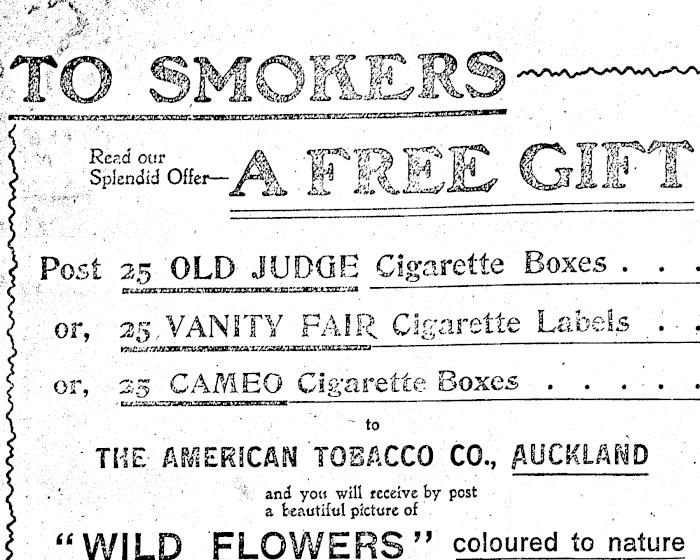 TO SMOKERS
Read our
Splendid Offer—
A FREE GIFT
Post 25 OLD JUDGE Cigarette Boxes . . .
or, 25 VANITY FAIR Cigarette Labels . .
or, 25 CAMEO Cigarette Boxes . . . . .
to
THE AMERICAN TOBACCO CO., AUCKLAND
and you will receive by post
a beautiful picture of
"WILD FLOWERS" coloured to nature